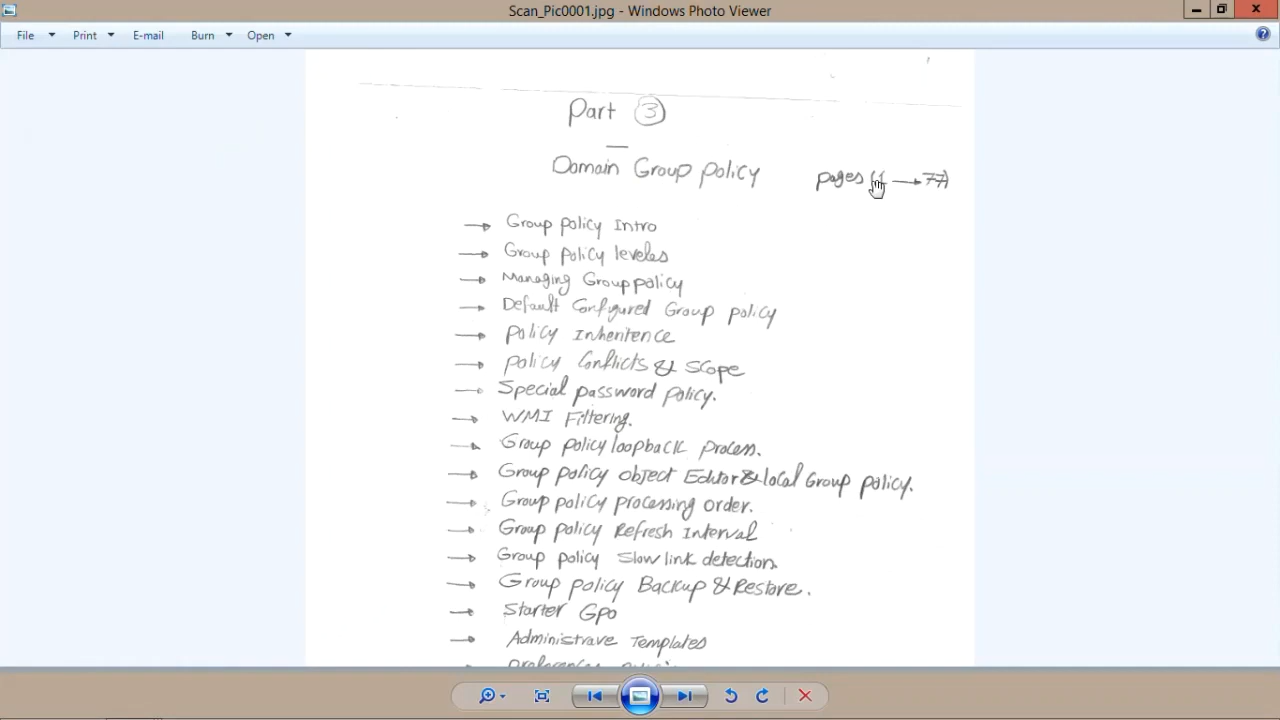 Scan_Pic0001.jpg - Windows Photo Viewer
File Print E-mail Burn Open
Part 3
Domain Group Policy
pages (1 → 77)
→ Group policy Intro
→ Group policy leveles
→ Managing Group policy
→ Default Configured Group policy
→ Policy Inheritence
→ policy Conflicts & Scope
→ Special password policy.
→ WMI Filtering.
→ Group policy loopback process.
→ Group policy object Editor & local Group policy.
→ Group policy processing order.
→ Group policy Refresh Interval
→ Group policy Slow link detection.
→ Group policy Backup & Restore.
→ Starter Gpo
→ Administrave Templates